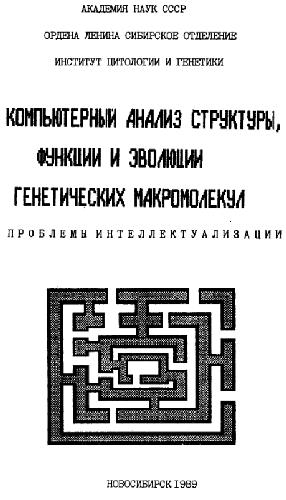 АКАДЕМИЯ НАУК СССР
ОРДЕНА ЛЕНИНА СИБИРСКОЕ ОТДЕЛЕНИЕ
ИНСТИТУТ ЦИТОЛОГИИ И ГЕНЕТИКИ
КОМПЬЮТЕРНЫЙ АНАЛИЗ СТРУКТУРЫ,
ФУНКЦИИ И ЭВОЛЮЦИИ
ГЕНЕТИЧЕСКИХ МАКРОМОЛЕКУЛ
ПРОБЛЕМЫ ИНТЕЛЛЕКТУАЛИЗАЦИИ
НОВОСИБИРСК 1989